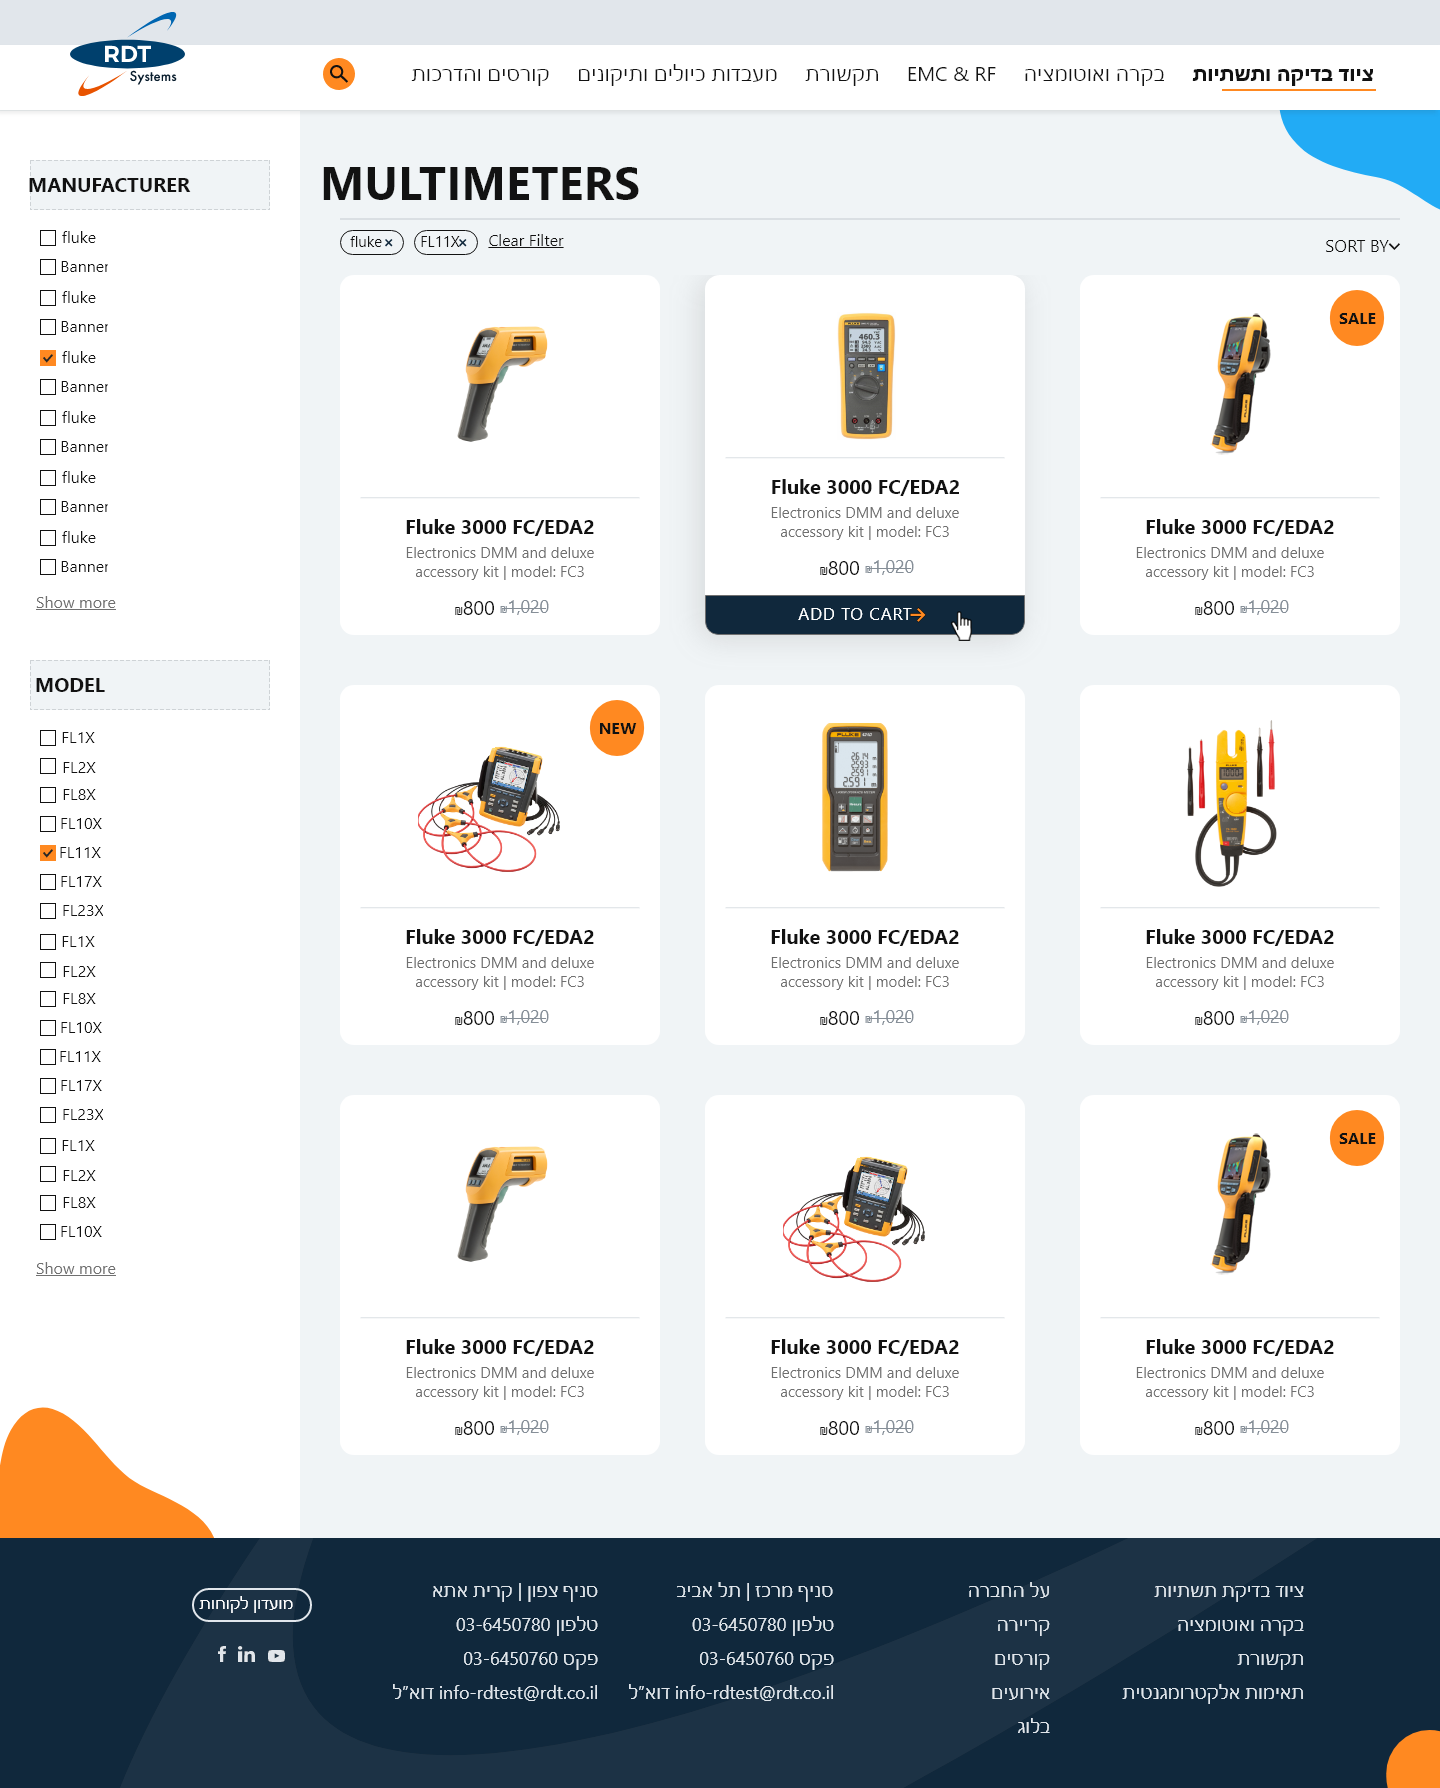 RDT
Systems
ציוד בדיקה ותשתיות
בקרה ואוטומציה
EMC & RF
תקשורת
מעבדות כיולים ותיקונים
קורסים והדרכות
MANUFACTURER
fluke
Banner
fluke
Banner
fluke
Banner
fluke
Banner
fluke
Banner
fluke
Banner
Show more
MODEL
FL1X
FL2X
FL8X
FL10X
FL11X
FL17X
FL23X
FL1X
FL2X
FL8X
FL10X
FL11X
FL17X
FL23X
FL1X
FL2X
FL8X
FL10X
Show more
MULTIMETERS
fluke
FL11X
Clear Filter
SORT BY
Fluke 3000 FC/EDA2
Electronics DMM and deluxe
accessory kit | model: FC3
₪800 ₪1,020
460.3
Fluke 3000 FC/EDA2
Electronics DMM and deluxe
accessory kit | model: FC3
₪800 ₪1,020
ADD TO CART
SALE
FLUKE
Fluke 3000 FC/EDA2
Electronics DMM and deluxe
accessory kit | model: FC3
₪800 ₪1,020
NEW
Fluke 3000 FC/EDA2
Electronics DMM and deluxe
accessory kit | model: FC3
₪800 ₪1,020
FLUKE
2.591
Fluke 3000 FC/EDA2
Electronics DMM and deluxe
accessory kit | model: FC3
₪800 ₪1,020
Fluke 3000 FC/EDA2
Electronics DMM and deluxe
accessory kit | model: FC3
₪800 ₪1,020
Fluke 3000 FC/EDA2
Electronics DMM and deluxe
accessory kit | model: FC3
₪800 ₪1,020
Fluke 3000 FC/EDA2
Electronics DMM and deluxe
accessory kit | model: FC3
₪800 ₪1,020
SALE
FLUKE
Fluke 3000 FC/EDA2
Electronics DMM and deluxe
accessory kit | model: FC3
₪800 ₪1,020
ציוד בדיקת תשתיות
בקרה ואוטומציה
תקשורת
תאימות אלקטרומגנטית
על החברה
קריירה
קורסים
אירועים
בלוג
סניף מרכז | תל אביב
טלפון 03-6450780
פקס 03-6450760
info-rdtest@rdt.co.il דוא"ל
סניף צפון | קרית אתא
טלפון 03-6450780
פקס 03-6450760
info-rdtest@rdt.co.il דוא"ל
מועדון לקוחות